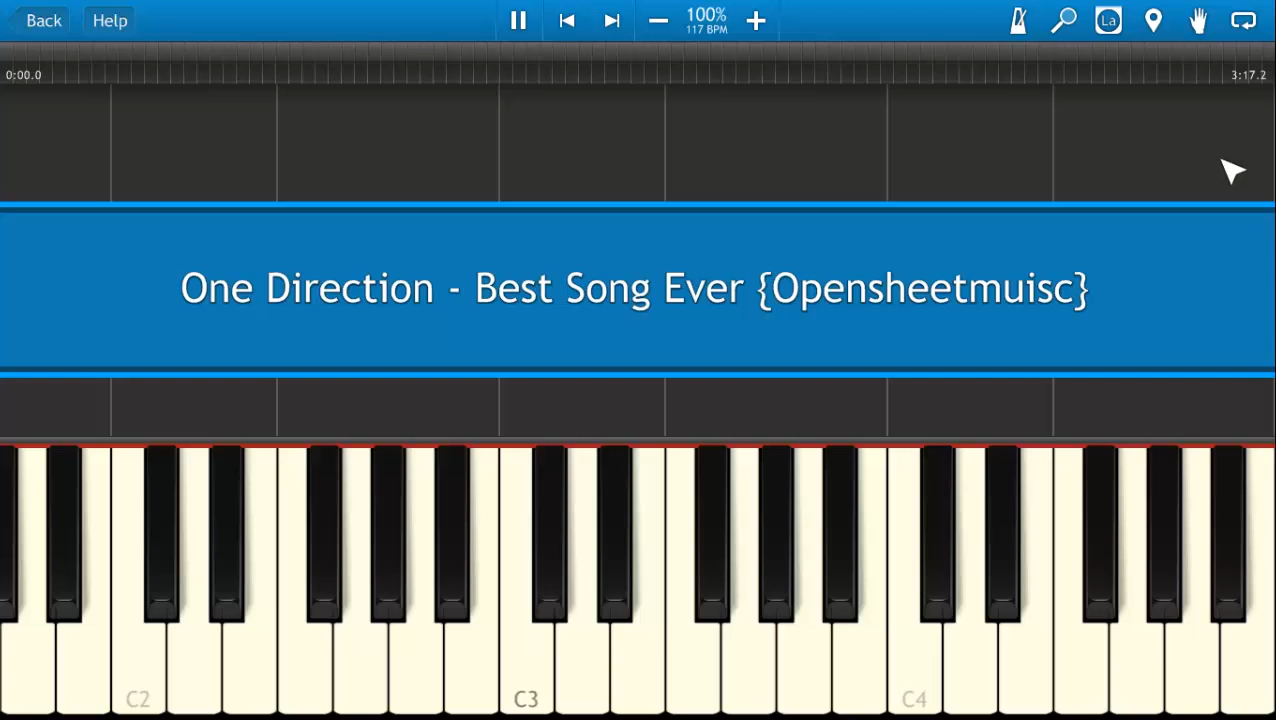 Back Help 100% La
117 BPM
0:00.0 3:17.2
One Direction - Best Song Ever {Opensheetmuisc}
C2 C3 C4